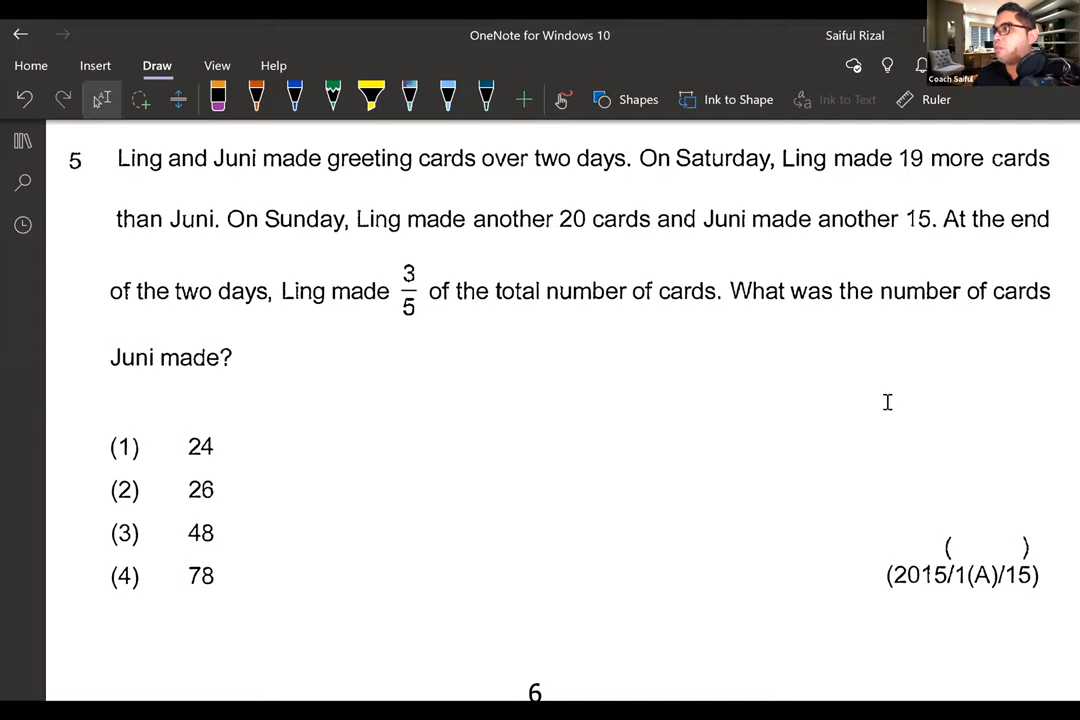 OneNote for Windows 10
Saiful Rizal
Home Insert Draw View Help
Coach Saiful
Shapes Ink to Shape Ink to Text Ruler
5 Ling and Juni made greeting cards over two days. On Saturday, Ling made 19 more cards
than Juni. On Sunday, Ling made another 20 cards and Juni made another 15. At the end
of the two days, Ling made 3/5 of the total number of cards. What was the number of cards
Juni made?
(1) 24
(2) 26
(3) 48
(4) 78
( )
(2015/1(A)/15)
6